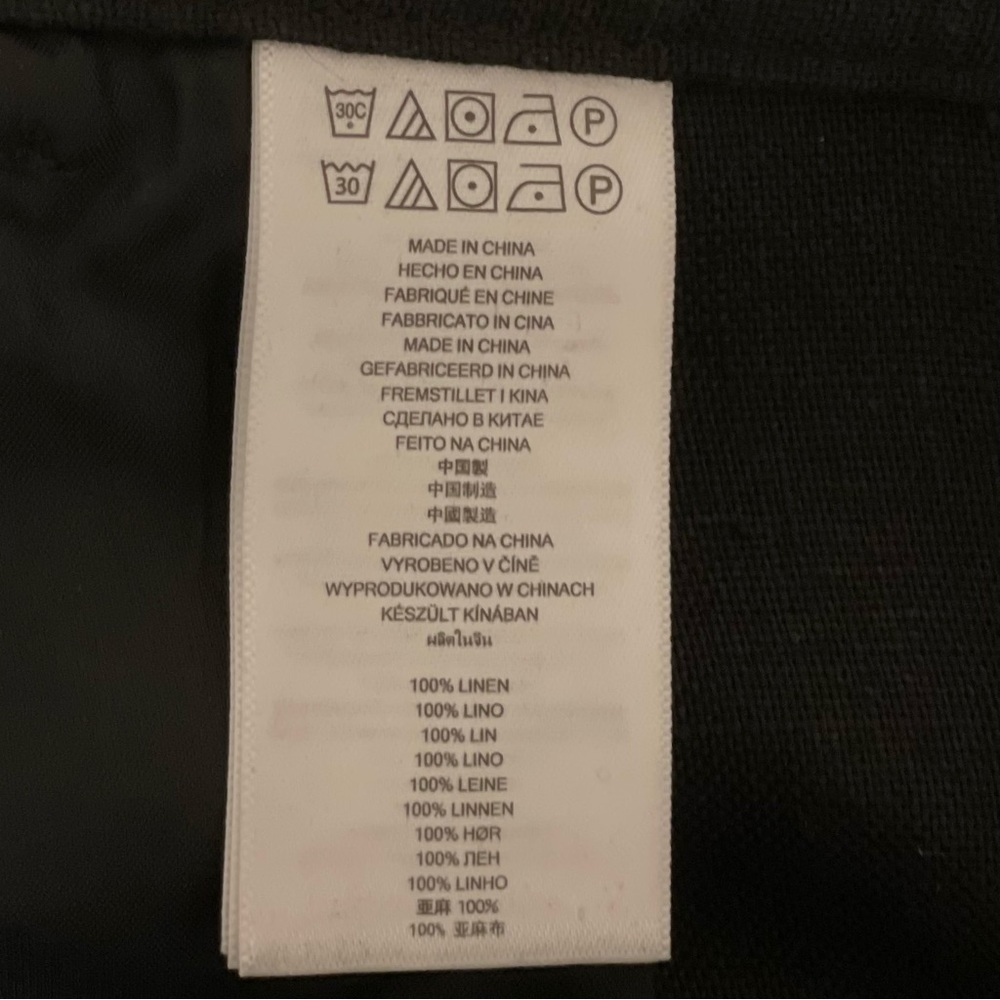 30C P
30 P
MADE IN CHINA
HECHO EN CHINA
FABRIQUÉ EN CHINE
FABBRICATO IN CINA
MADE IN CHINA
GEFABRICEERD IN CHINA
FREMSTILLET I KINA
СДЕЛАНО В КИТАЕ
FEITO NA CHINA
中国製
中国制造
中國製造
FABRICADO NA CHINA
VYROBENO V ČÍNĚ
WYPRODUKOWANO W CHINACH
KÉSZÜLT KÍNÁBAN
ผลิตในจีน
100% LINEN
100% LINO
100% LIN
100% LINO
100% LEINE
100% LINNEN
100% HØR
100% ЛЕН
100% LINHO
亜麻 100%
100% 亚麻布